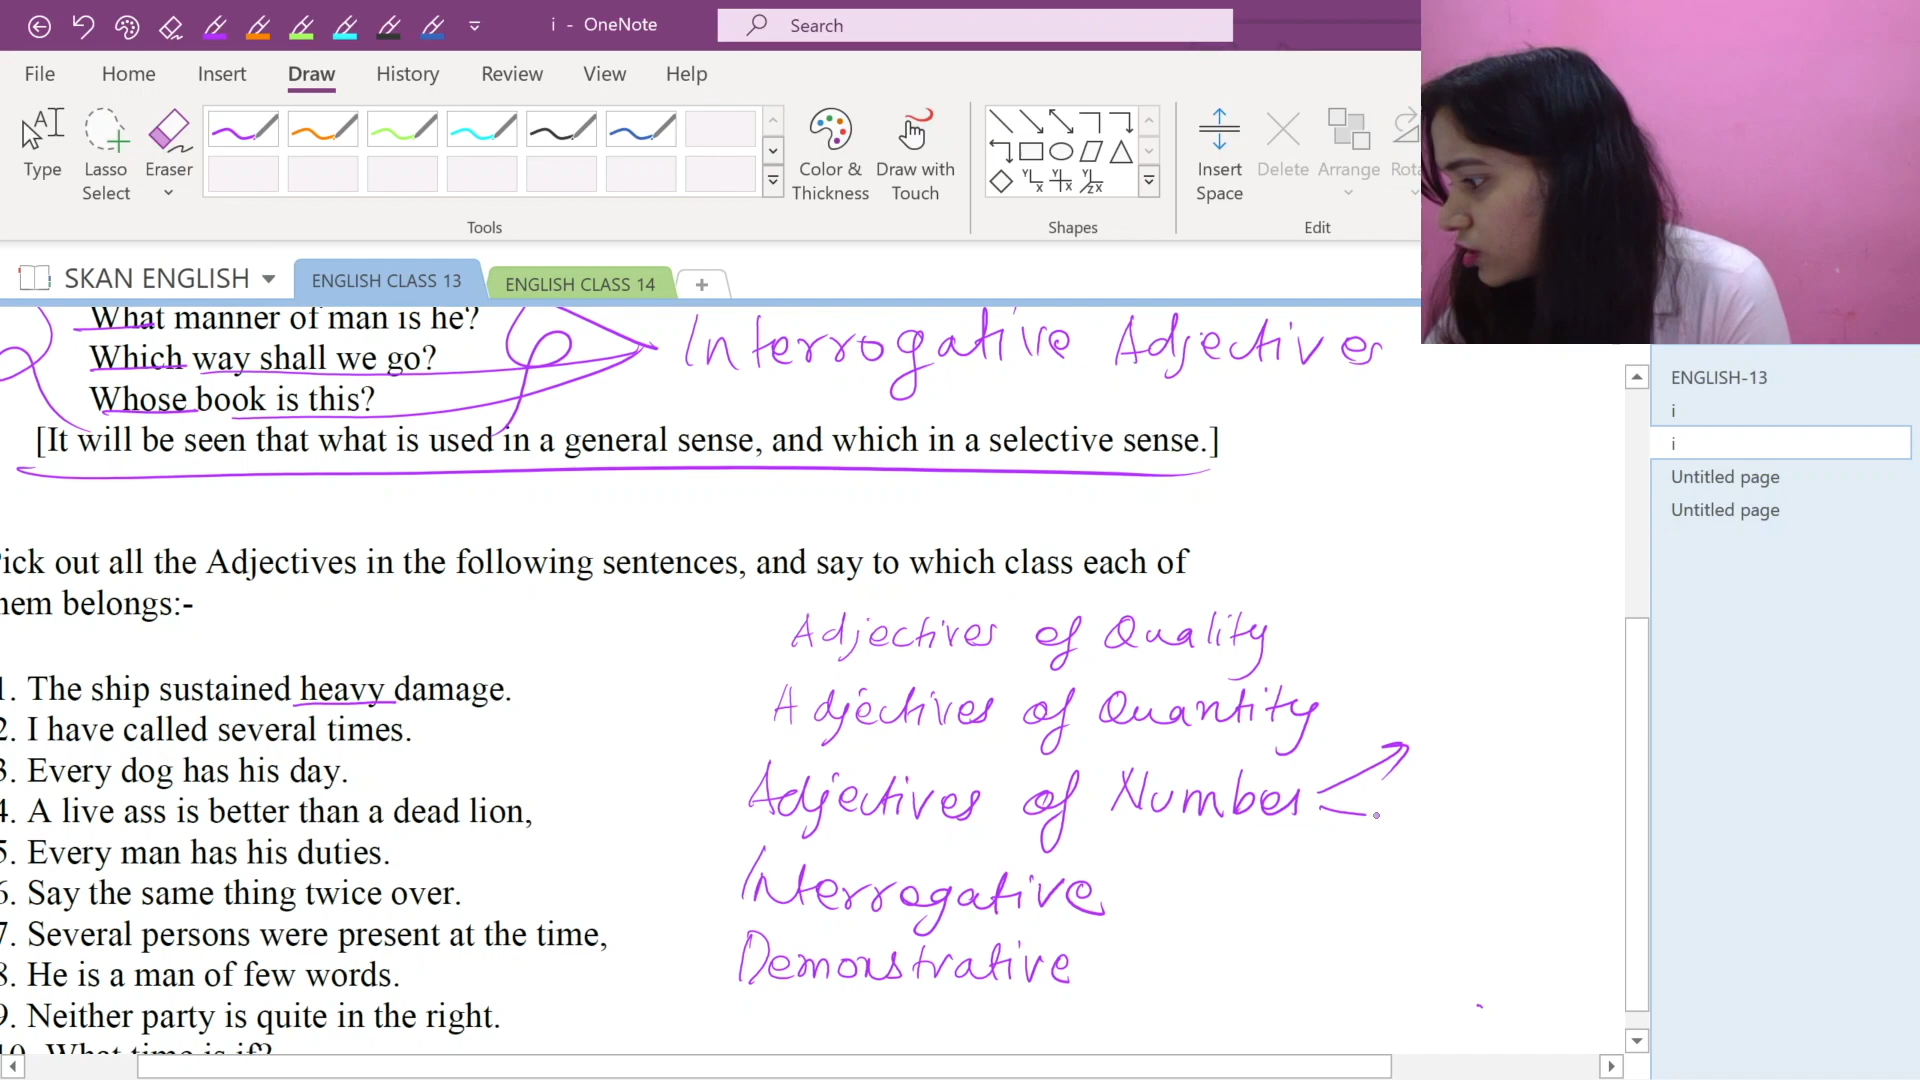 i - OneNote
Search
File Home Insert Draw History Review View Help
Type
Lasso Select
Eraser
Color & Thickness
Draw with Touch
Insert Space
Delete
Arrange
Rota
Tools
Shapes
Edit
SKAN ENGLISH
ENGLISH CLASS 13
ENGLISH CLASS 14
What manner of man is he?
Which way shall we go?
Whose book is this?
Interrogative Adjectives
[It will be seen that what is used in a general sense, and which in a selective sense.]
ick out all the Adjectives in the following sentences, and say to which class each of
hem belongs:-
1. The ship sustained heavy damage.
2. I have called several times.
3. Every dog has his day.
4. A live ass is better than a dead lion,
5. Every man has his duties.
6. Say the same thing twice over.
7. Several persons were present at the time,
8. He is a man of few words.
9. Neither party is quite in the right.
10. What time is if?
Adjectives of Quality
Adjectives of Quantity
Adjectives of Number
Interrogative
Demonstrative
ENGLISH-13
i
i
Untitled page
Untitled page